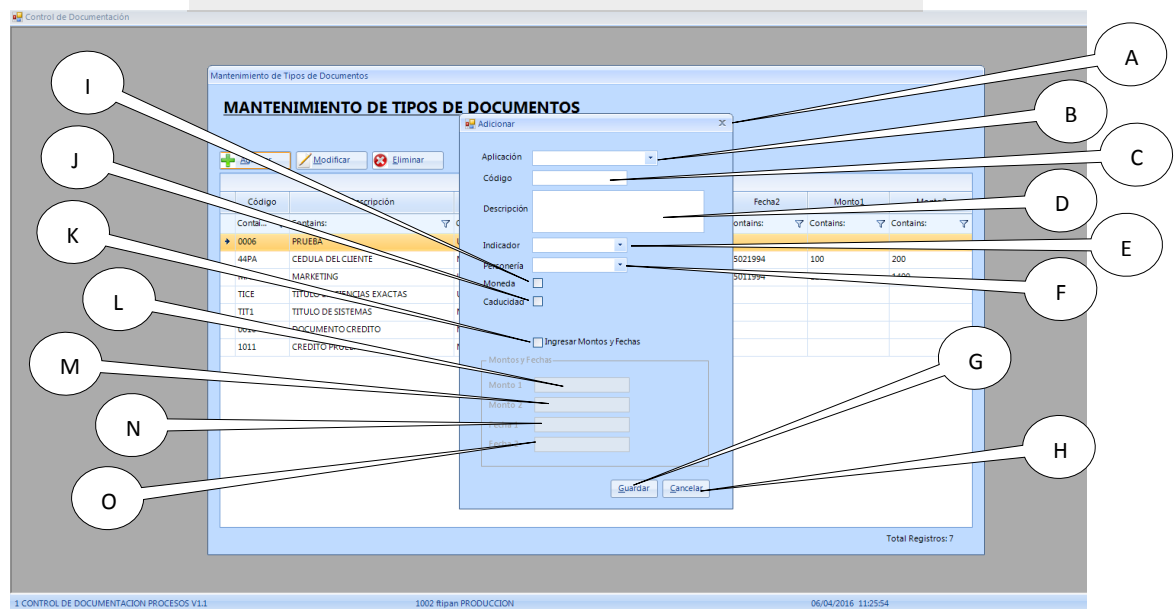 Control de Documentación
A
Mantenimiento de Tipos de Documentos
I
MANTENIMIENTO DE TIPOS DE DOCUMENTOS
B
Adicionar
x
Modificar
Eliminar
Aplicación
J
C
Código
Código
Descripción
Fecha2
Monto1
D
Contai...
Contains:
ontains:
Contains:
Contains:
K
Indicador
E
0006
PRUEBA
44PA
CEDULA DEL CLIENTE
Personería
5021994
100
200
MARKETING
Moneda
5011994
F
TICE
L
Caducidad
TIT1
TITULO DE SISTEMAS
DOCUMENTO CREDITO
1011
Ingresar Montos y Fechas
M
Montos y Fechas
G
Monto 1
Monto 2
N
H
O
Guardar
Cancelar
Total Registros: 7
1 CONTROL DE DOCUMENTACION PROCESOS V1.1
1002 ftipan PRODUCCION
06/04/2016 11:25:54